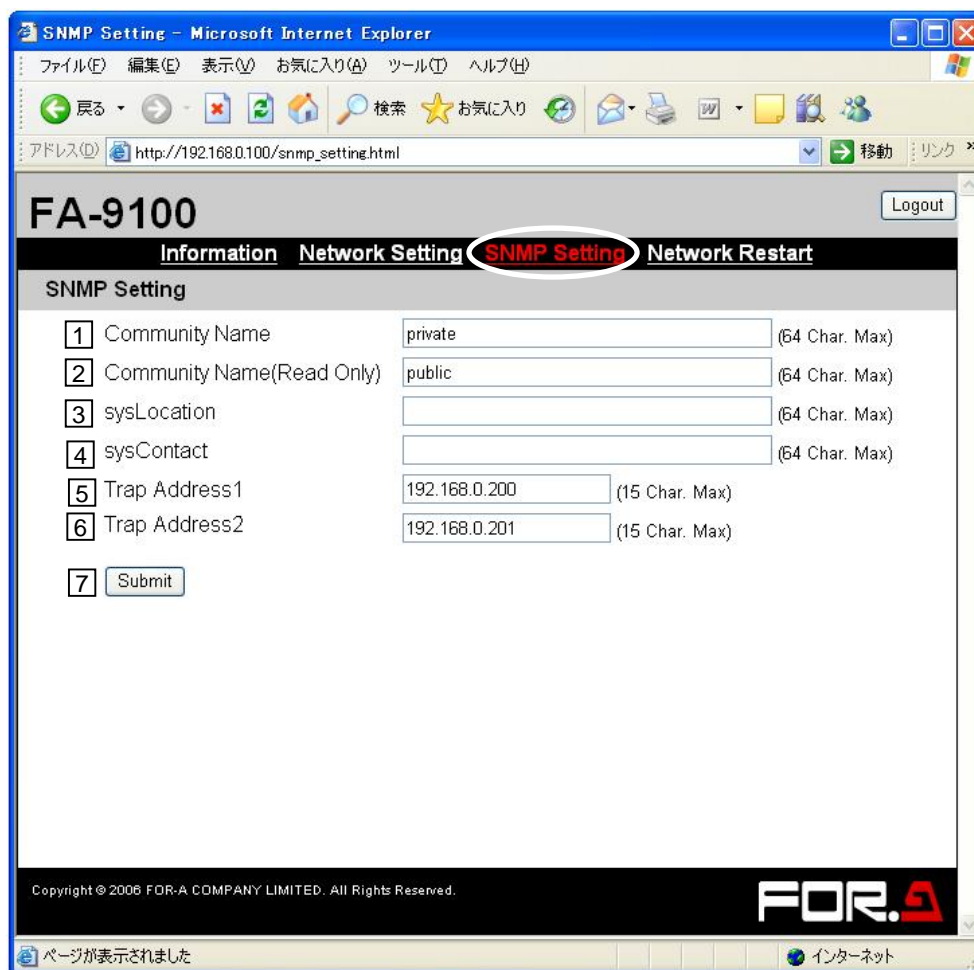 SNMP Setting - Microsoft Internet Explorer
ファイル(F) 編集(E) 表示(V) お気に入り(A) ツール(T) ヘルプ(H)
戻る 検索 お気に入り
アドレス(D) http://192.168.0.100/snmp_setting.html 移動 リンク »
FA-9100 Logout
Information Network Setting SNMP Setting Network Restart
SNMP Setting
1 Community Name private (64 Char. Max)
2 Community Name(Read Only) public (64 Char. Max)
3 sysLocation (64 Char. Max)
4 sysContact (64 Char. Max)
5 Trap Address1 192.168.0.200 (15 Char. Max)
6 Trap Address2 192.168.0.201 (15 Char. Max)
7 Submit
Copyright © 2006 FOR-A COMPANY LIMITED. All Rights Reserved.
FOR.A
ページが表示されました インターネット